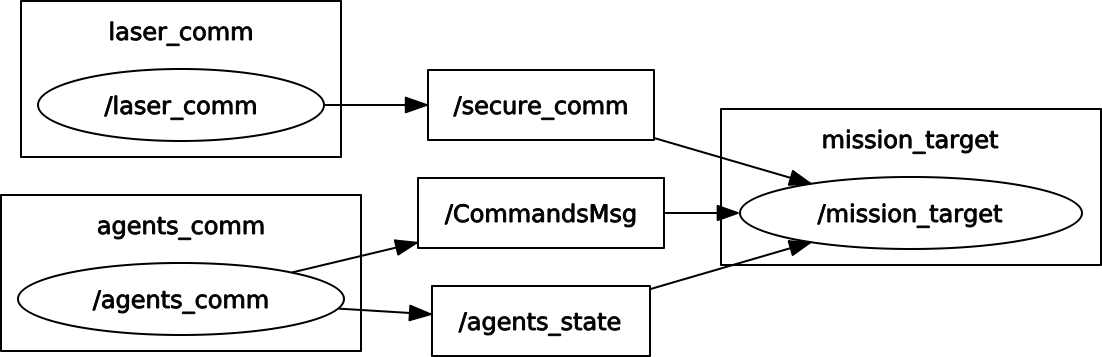 laser_comm
/laser_comm
/secure_comm
mission_target
/mission_target
/CommandsMsg
agents_comm
/agents_comm
/agents_state